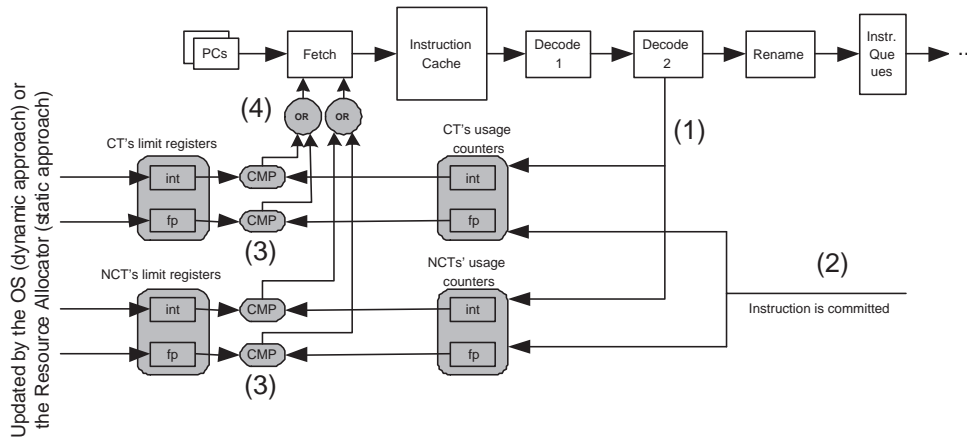 PCs
Fetch
Instruction
Cache
Decode
1
Decode
2
Rename
Instr.
Que
ues
...
(4)
OR
OR
(1)
CT's limit registers
CT's usage
counters
int
CMP
int
fp
CMP
fp
(3)
(2)
NCT's limit registers
NCTs' usage
counters
Instruction is committed
int
CMP
int
fp
CMP
fp
(3)
Updated by the OS (dynamic approach) or
the Resource Allocator (static approach)